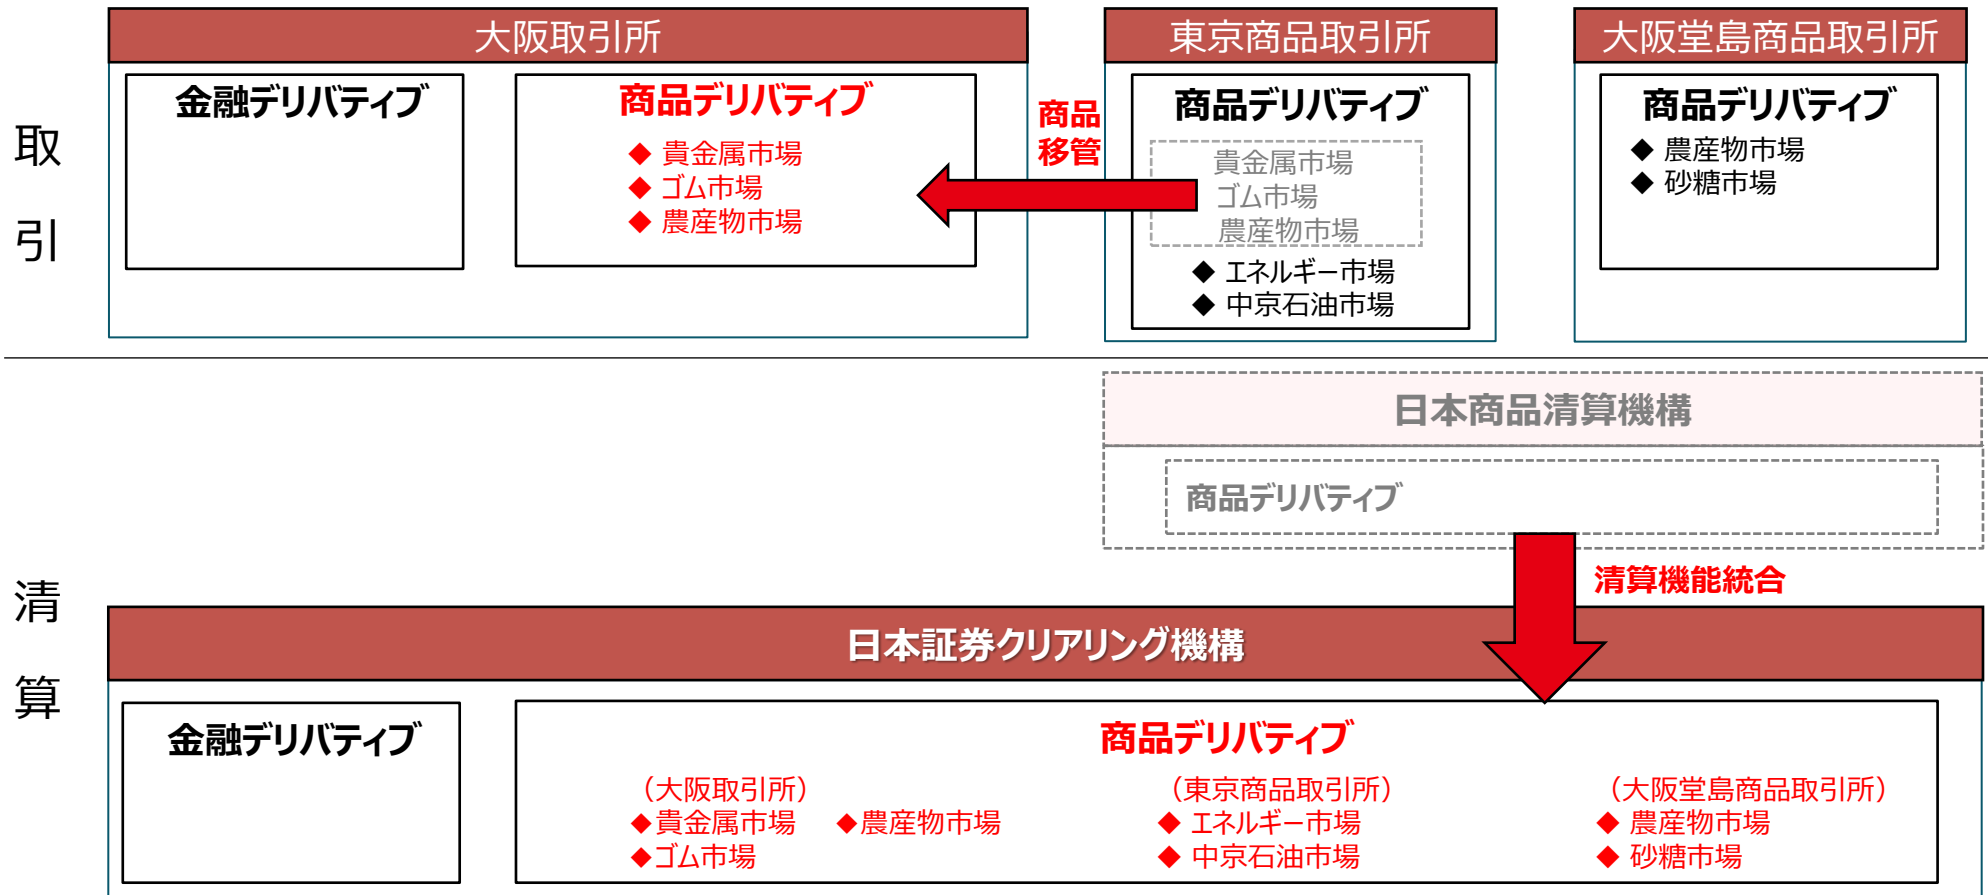 大阪取引所
東京商品取引所
大阪堂島商品取引所
取引
金融デリバティブ
商品デリバティブ
◆ 貴金属市場
◆ ゴム市場
◆ 農産物市場
商品
移管
商品デリバティブ
貴金属市場
ゴム市場
農産物市場
◆ エネルギー市場
◆ 中京石油市場
商品デリバティブ
◆ 農産物市場
◆ 砂糖市場
清算
日本商品清算機構
商品デリバティブ
清算機能統合
日本証券クリアリング機構
金融デリバティブ
商品デリバティブ
（大阪取引所）
◆貴金属市場 ◆農産物市場
◆ゴム市場
（東京商品取引所）
◆ エネルギー市場
◆ 中京石油市場
（大阪堂島商品取引所）
◆ 農産物市場
◆ 砂糖市場